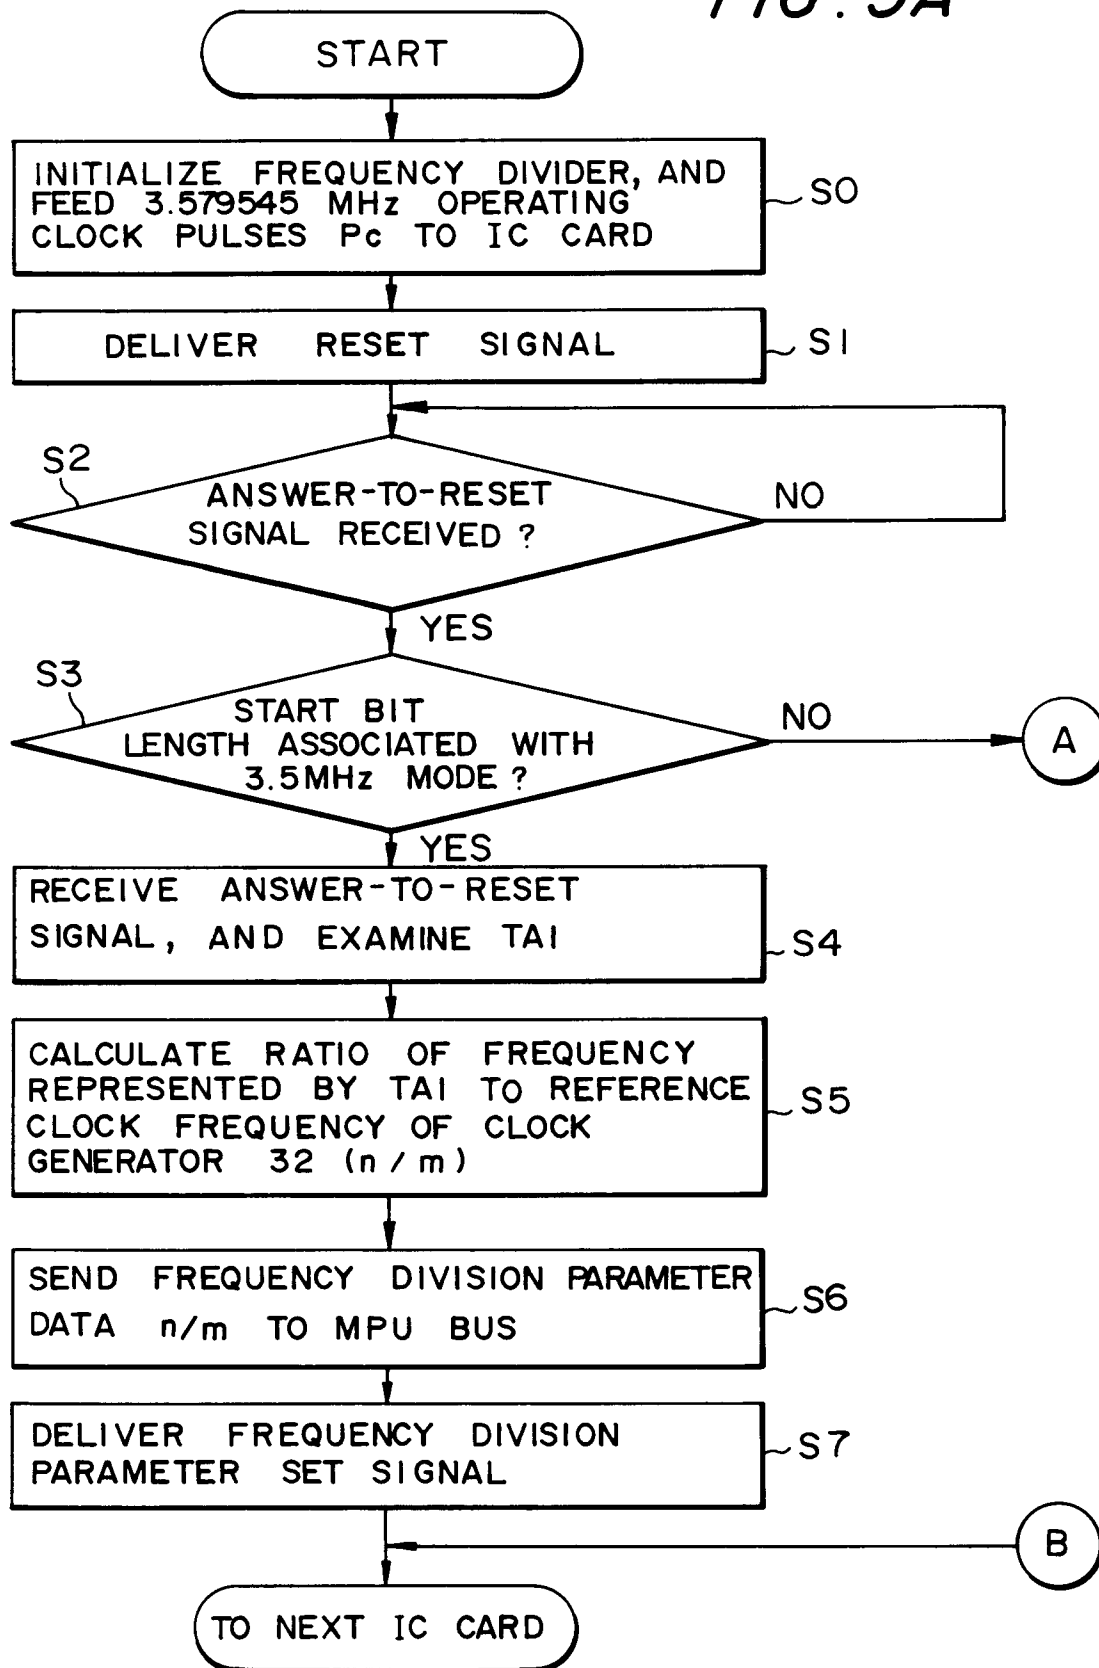 FIG. 5A
START
INITIALIZE FREQUENCY DIVIDER, AND
FEED 3.579545 MHz OPERATING
CLOCK PULSES Pc TO IC CARD
S0
DELIVER RESET SIGNAL
S1
S2
ANSWER-TO-RESET
SIGNAL RECEIVED ?
NO
YES
S3
START BIT
LENGTH ASSOCIATED WITH
3.5MHz MODE ?
NO
A
YES
RECEIVE ANSWER-TO-RESET
SIGNAL, AND EXAMINE TA1
S4
CALCULATE RATIO OF FREQUENCY
REPRESENTED BY TA1 TO REFERENCE
CLOCK FREQUENCY OF CLOCK
GENERATOR 32 (n/m)
S5
SEND FREQUENCY DIVISION PARAMETER
DATA n/m TO MPU BUS
S6
DELIVER FREQUENCY DIVISION
PARAMETER SET SIGNAL
S7
B
TO NEXT IC CARD